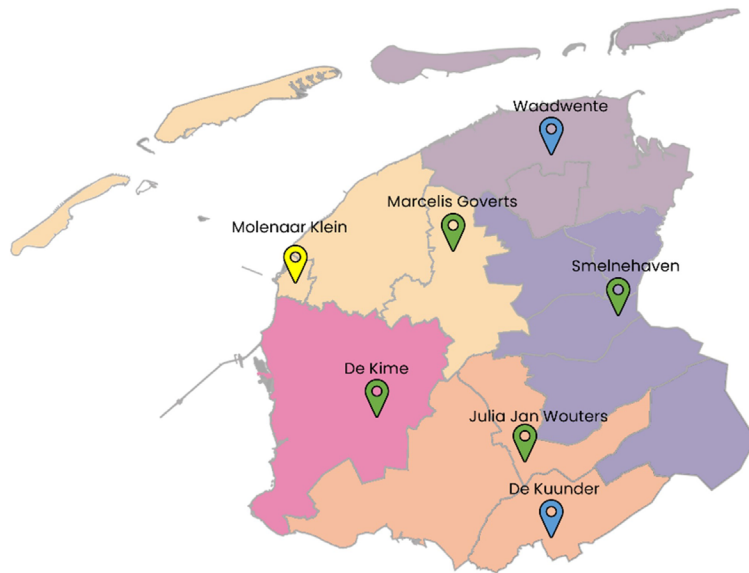 Waadwente
Marcelis Goverts
Molenaar Klein
Smelnehaven
De Kime
Julia Jan Wouters
De Kuunder